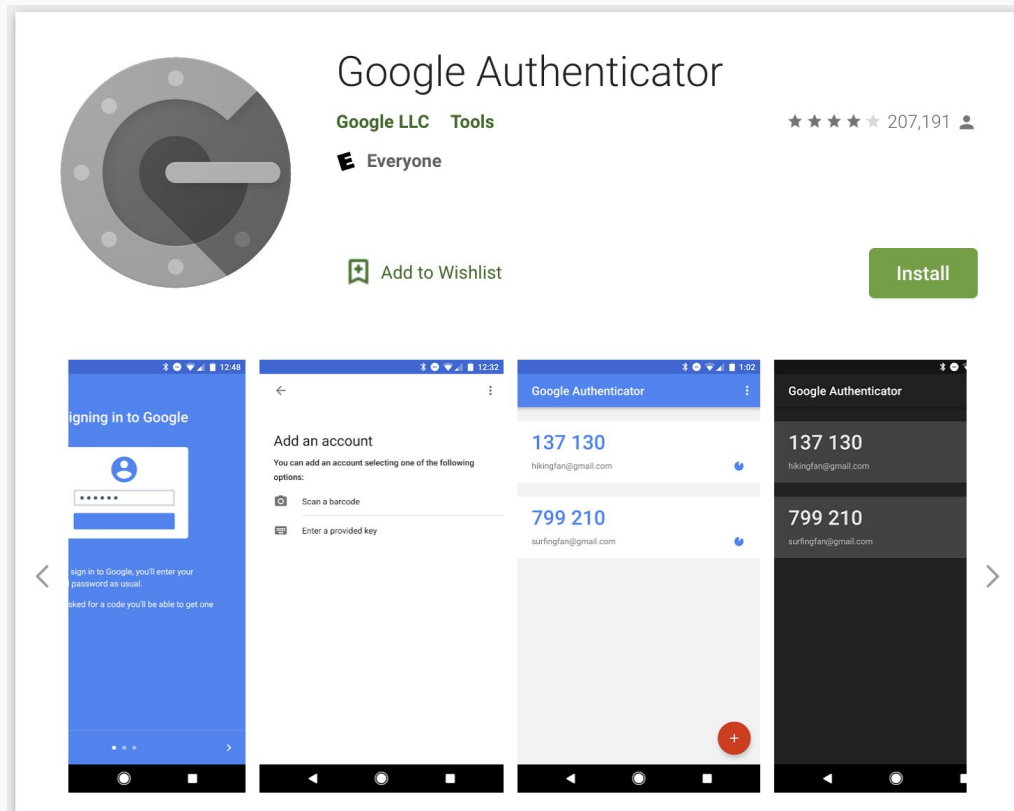 Google Authenticator
Google LLC Tools
207,191
E Everyone
Add to Wishlist
Install
12:48
igning in to Google
sign in to Google, you'll enter your
password as usual.
sked for a code you'll be able to get one
12:32
Add an account
You can add an account selecting one of the following
options:
Scan a barcode
Enter a provided key
1:02
Google Authenticator
137 130
hikingfan@gmail.com
799 210
surfingfan@gmail.com
+
Google Authenticator
137 130
hikingfan@gmail.com
799 210
surfingfan@gmail.com